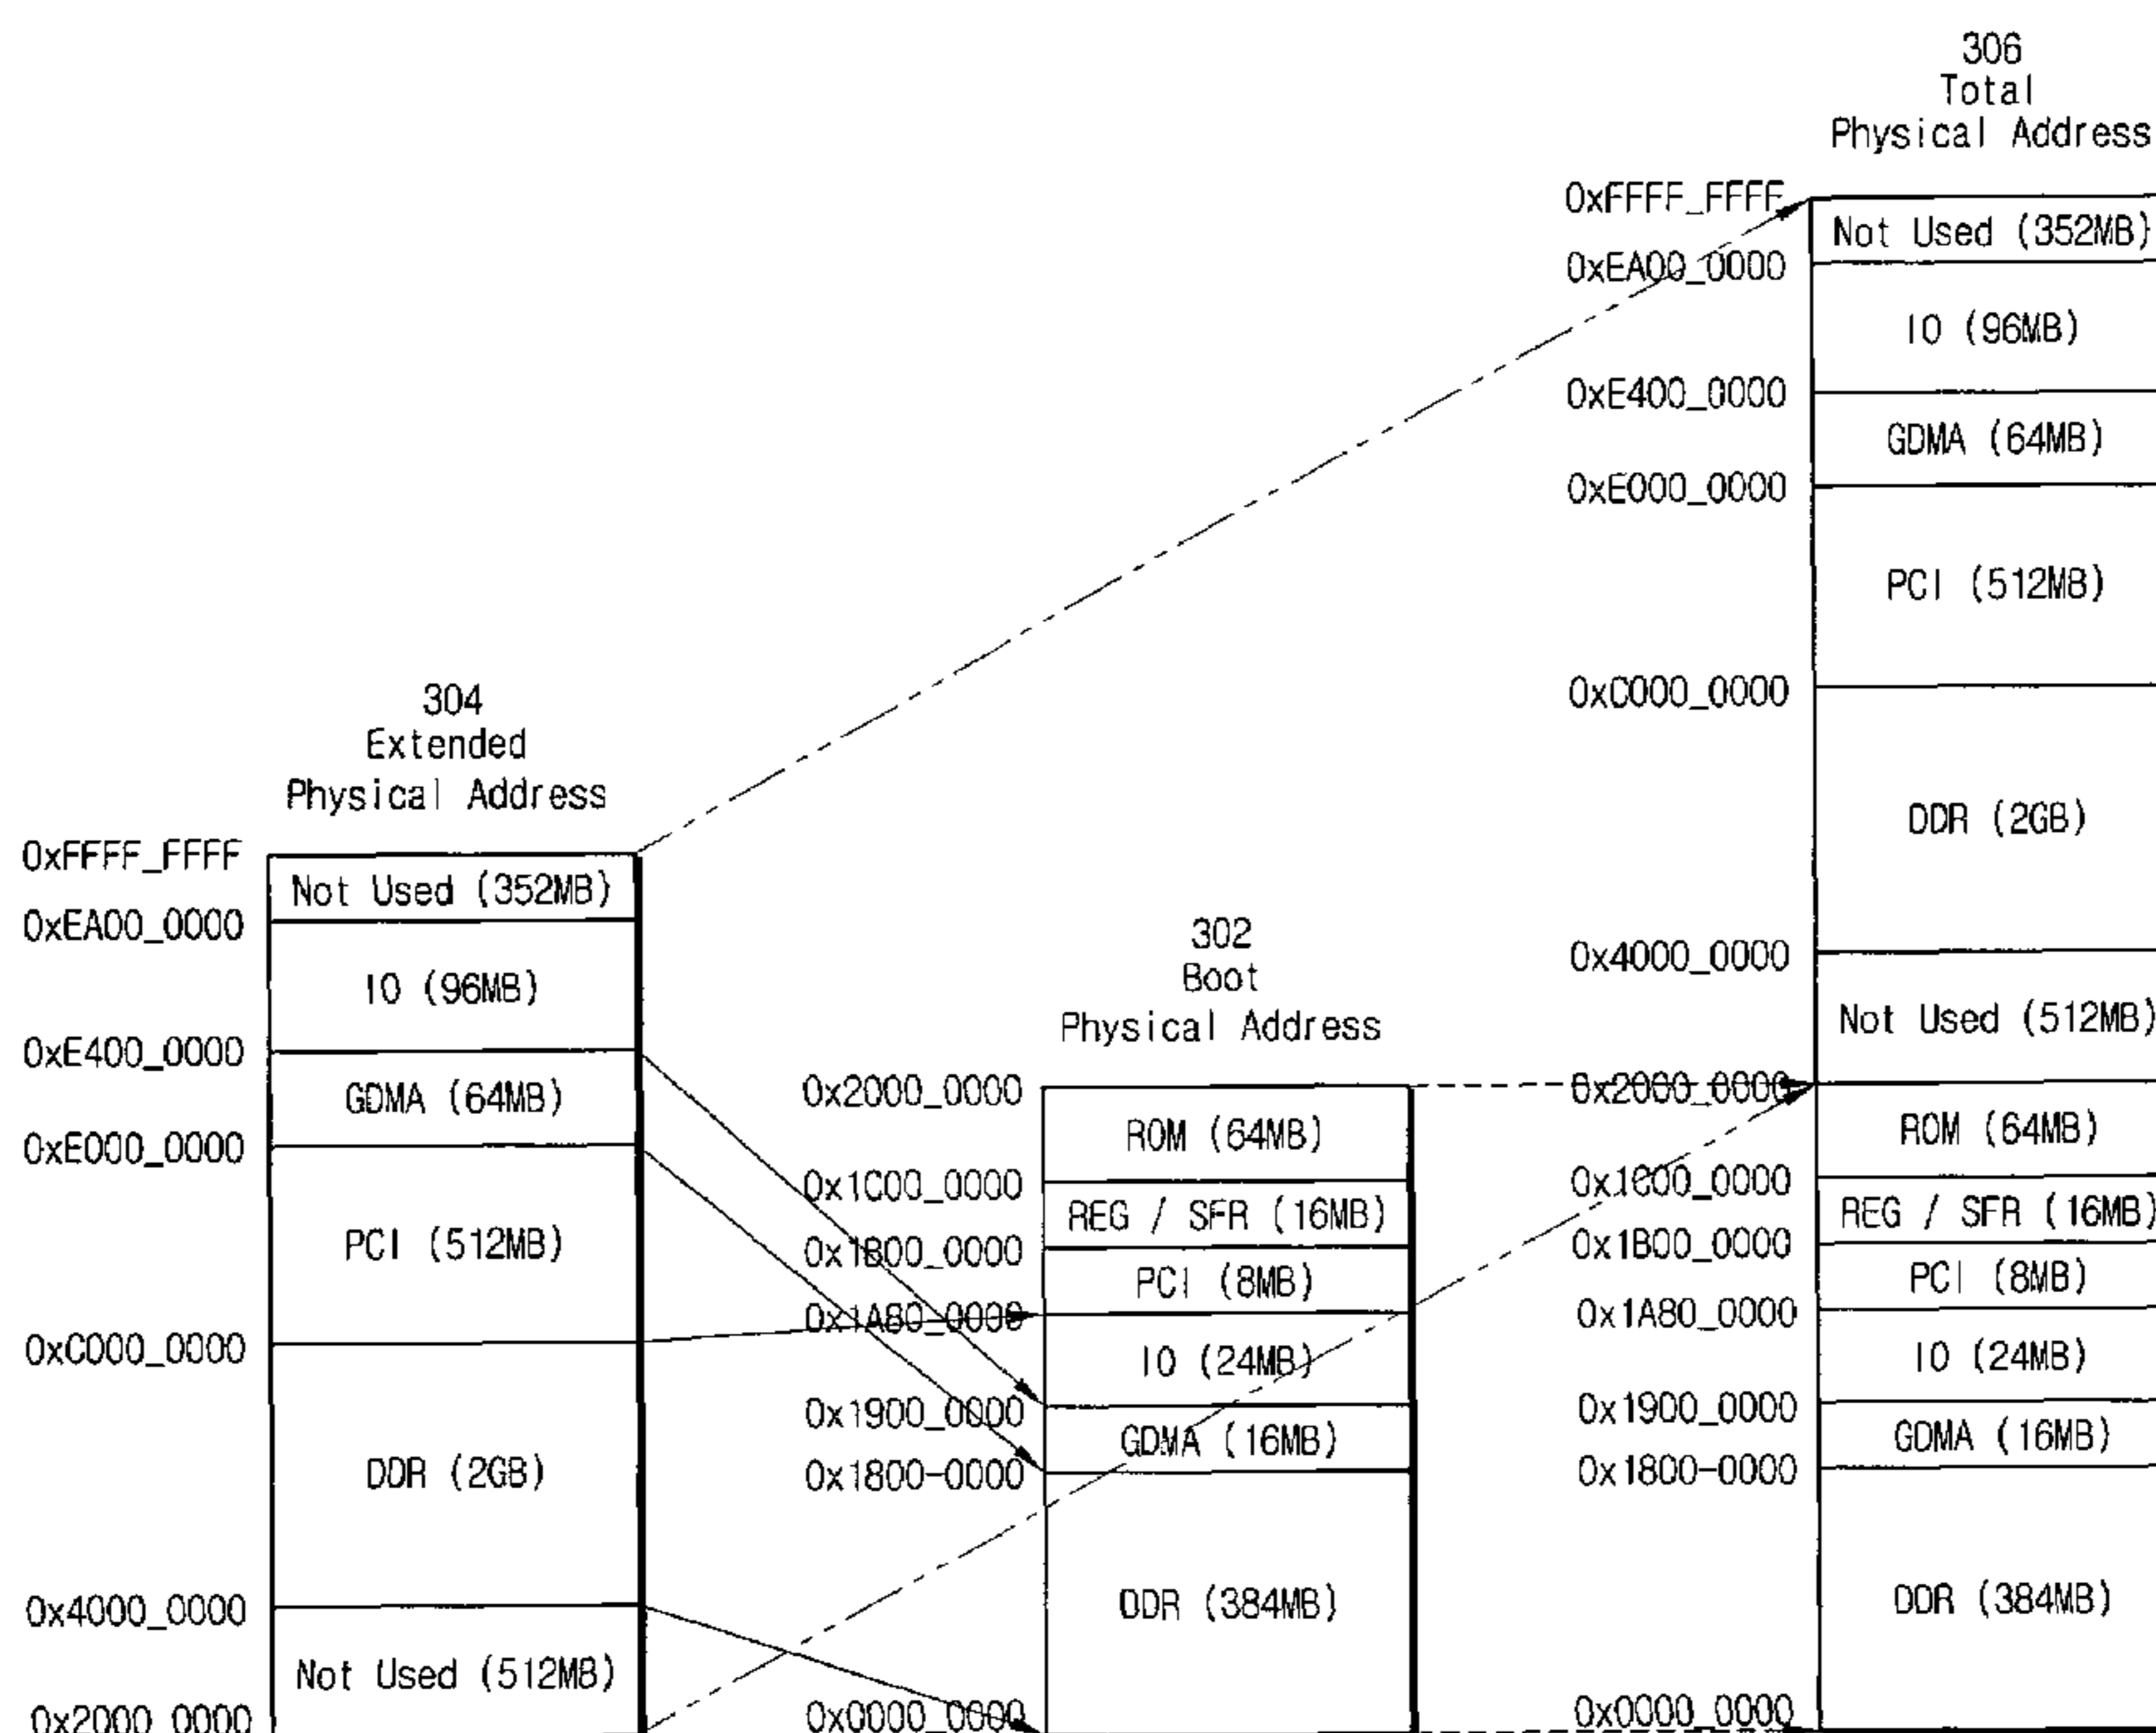 306
Total
Physical Address
0xFFFF_FFFF
Not Used (352MB)
0xEA00_0000
IO (96MB)
0xE400_0000
GDMA (64MB)
0xE000_0000
PCI (512MB)
0xC000_0000
DDR (2GB)
0x4000_0000
Not Used (512MB)
0x2000_0000
ROM (64MB)
0x1C00_0000
REG / SFR (16MB)
0x1B00_0000
PCI (8MB)
0x1A80_0000
IO (24MB)
0x1900_0000
GDMA (16MB)
0x1800-0000
DDR (384MB)
0x0000_0000
304
Extended
Physical Address
0xFFFF_FFFF
Not Used (352MB)
0xEA00_0000
IO (96MB)
0xE400_0000
GDMA (64MB)
0xE000_0000
PCI (512MB)
0xC000_0000
DDR (2GB)
0x4000_0000
Not Used (512MB)
0x2000_0000
302
Boot
Physical Address
0x2000_0000
ROM (64MB)
0x1C00_0000
REG / SFR (16MB)
0x1B00_0000
PCI (8MB)
0x1A80_0000
IO (24MB)
0x1900_0000
GDMA (16MB)
0x1800-0000
DDR (384MB)
0x0000_0000